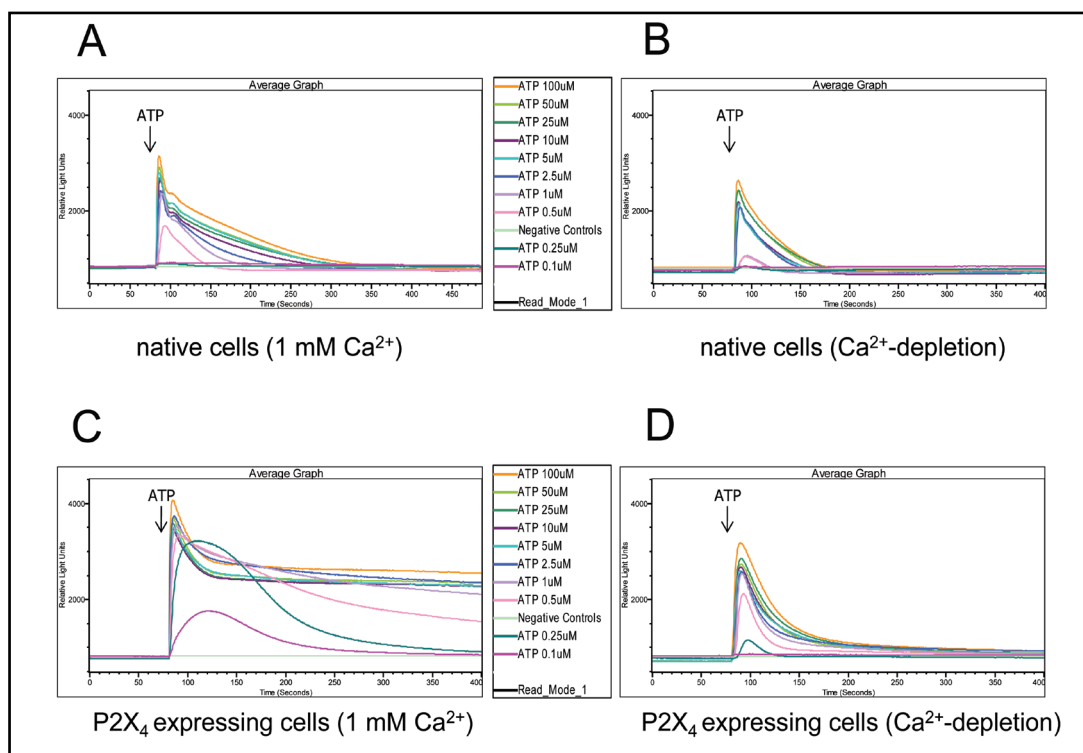 A
Average Graph
ATP
Relative Light Units
4000
2000
0 50 100 150 200 250 300 350 400 450
Time (Seconds)
native cells (1 mM Ca²⁺)
ATP 100uM
ATP 50uM
ATP 25uM
ATP 10uM
ATP 5uM
ATP 2.5uM
ATP 1uM
ATP 0.5uM
Negative Controls
ATP 0.25uM
ATP 0.1uM
Read_Mode_1
B
Average Graph
ATP
Relative Light Units
4000
2000
0 50 100 150 200 250 300 350 400
Time (Seconds)
native cells (Ca²⁺-depletion)
C
Average Graph
ATP
Relative Light Units
4000
2000
0 50 100 150 200 250 300 350 400
Time (Seconds)
P2X₄ expressing cells (1 mM Ca²⁺)
ATP 100uM
ATP 50uM
ATP 25uM
ATP 10uM
ATP 5uM
ATP 2.5uM
ATP 1uM
ATP 0.5uM
Negative Controls
ATP 0.25uM
ATP 0.1uM
Read_Mode_1
D
Average Graph
ATP
Relative Light Units
4000
2000
0 50 100 150 200 250 300 350 400
Time (Seconds)
P2X₄ expressing cells (Ca²⁺-depletion)